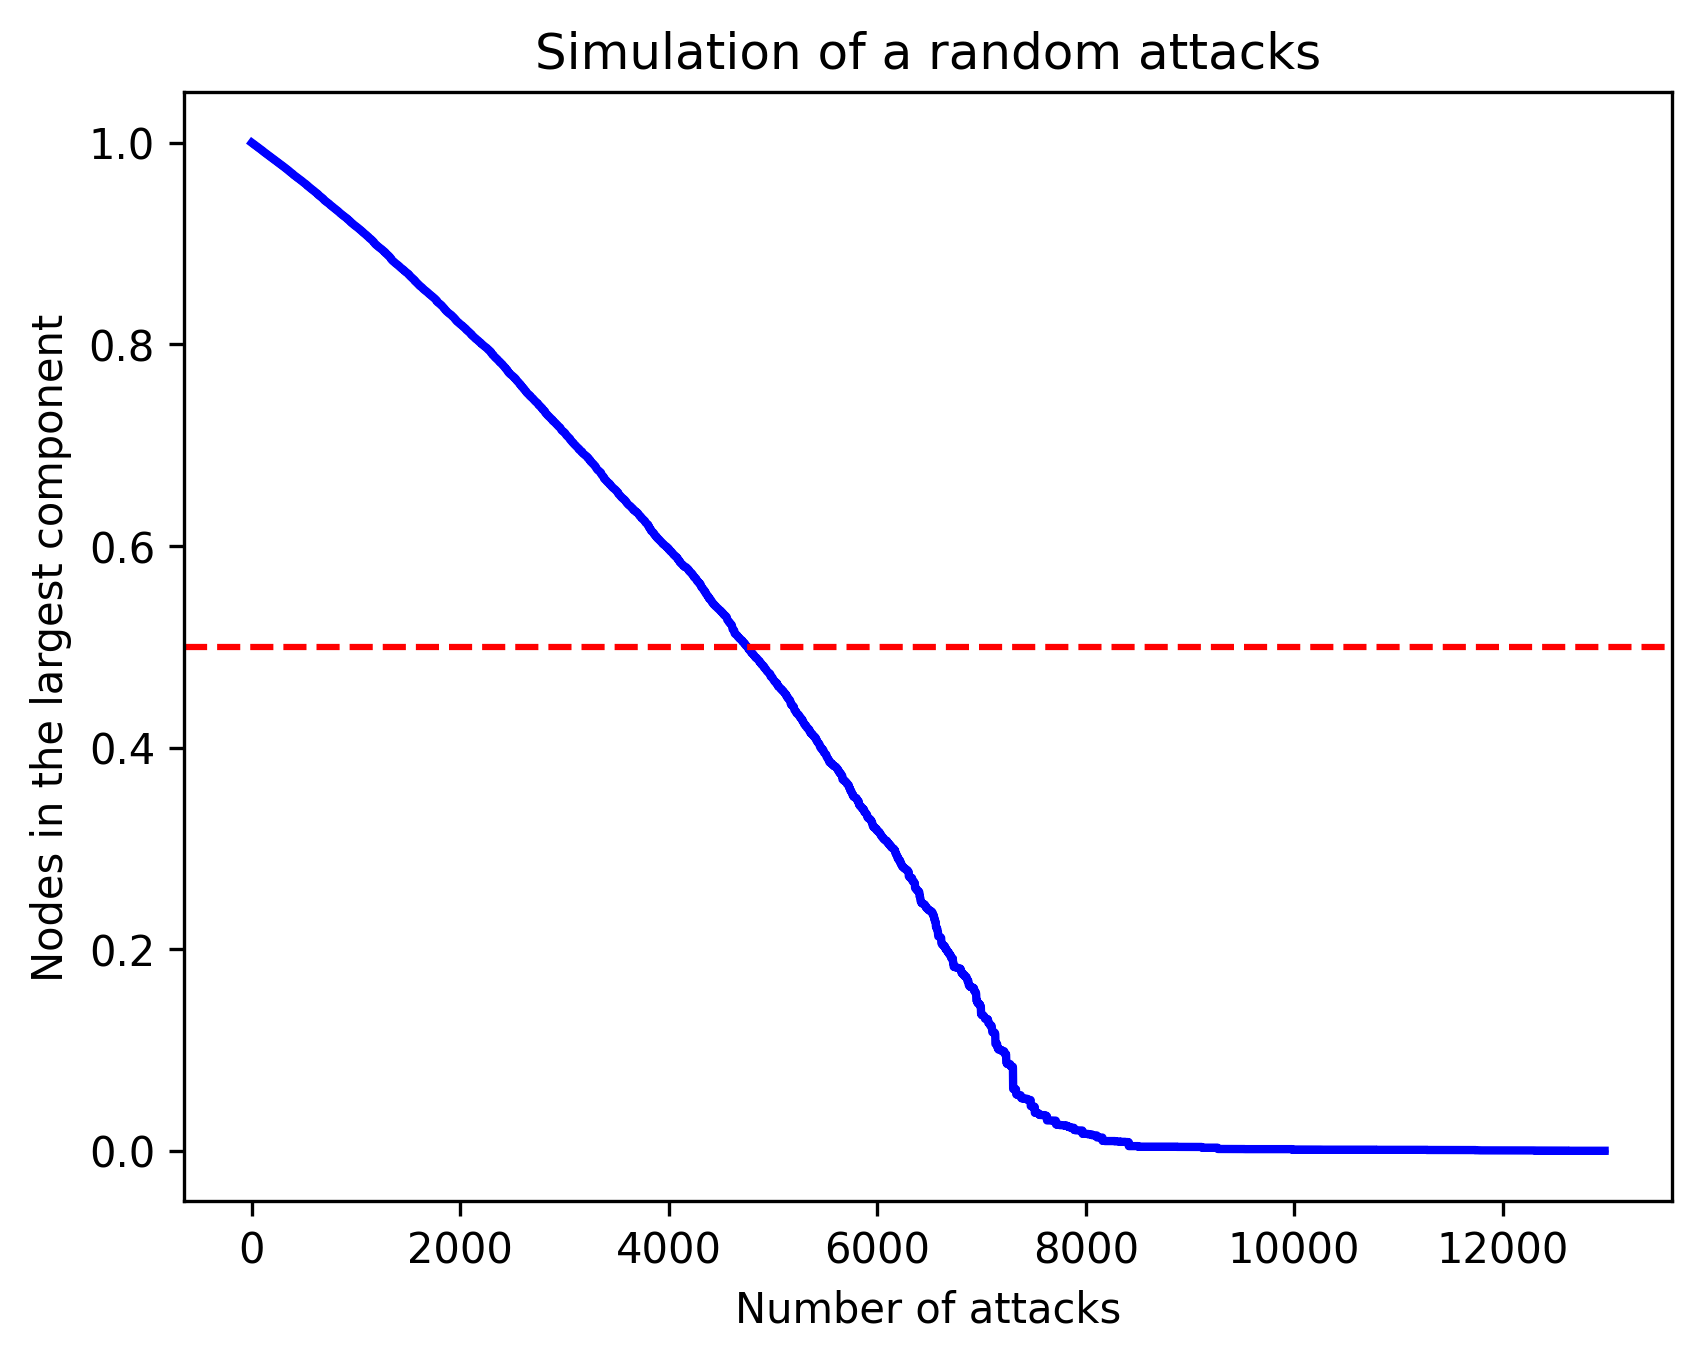 Simulation of a random attacks
Nodes in the largest component
1.0
0.8
0.6
0.4
0.2
0.0
0 2000 4000 6000 8000 10000 12000
Number of attacks